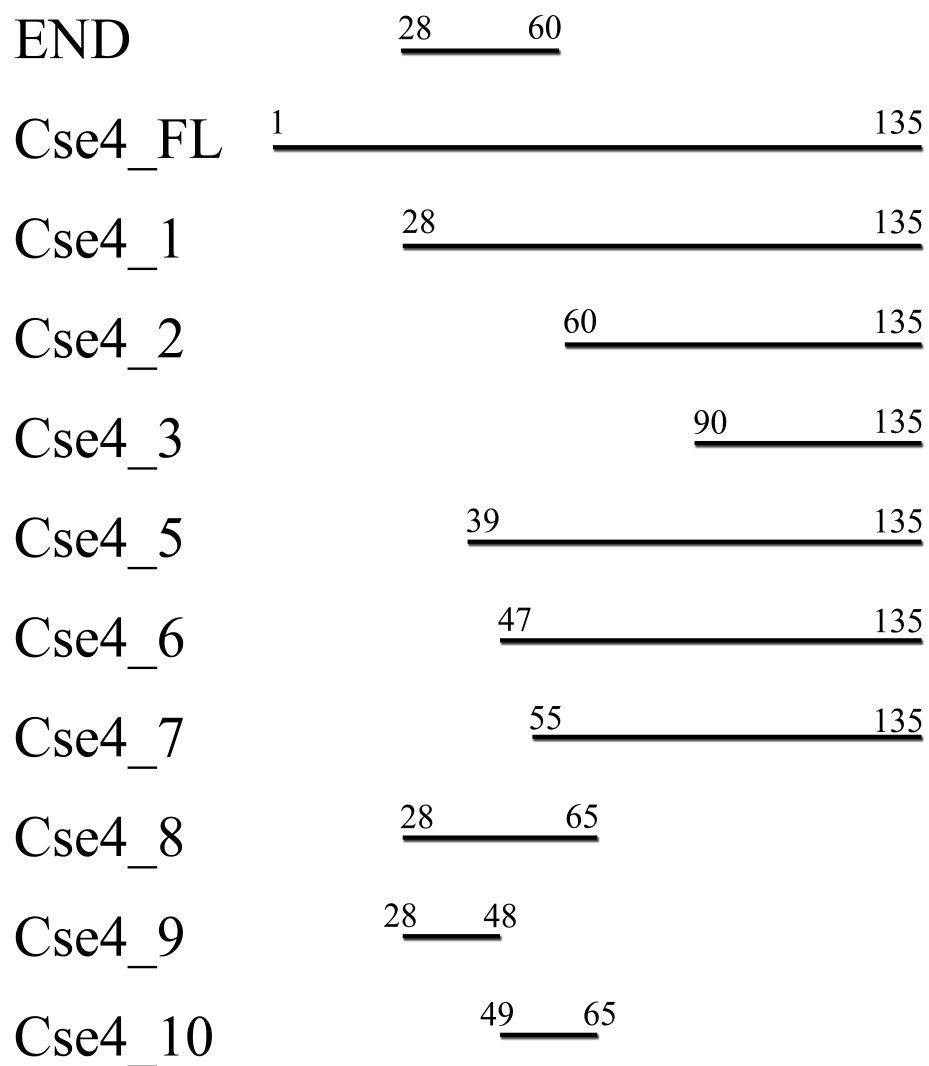 END 28 60
Cse4_FL 1 135
Cse4_1 28 135
Cse4_2 60 135
Cse4_3 90 135
Cse4_5 39 135
Cse4_6 47 135
Cse4_7 55 135
Cse4_8 28 65
Cse4_9 28 48
Cse4_10 49 65